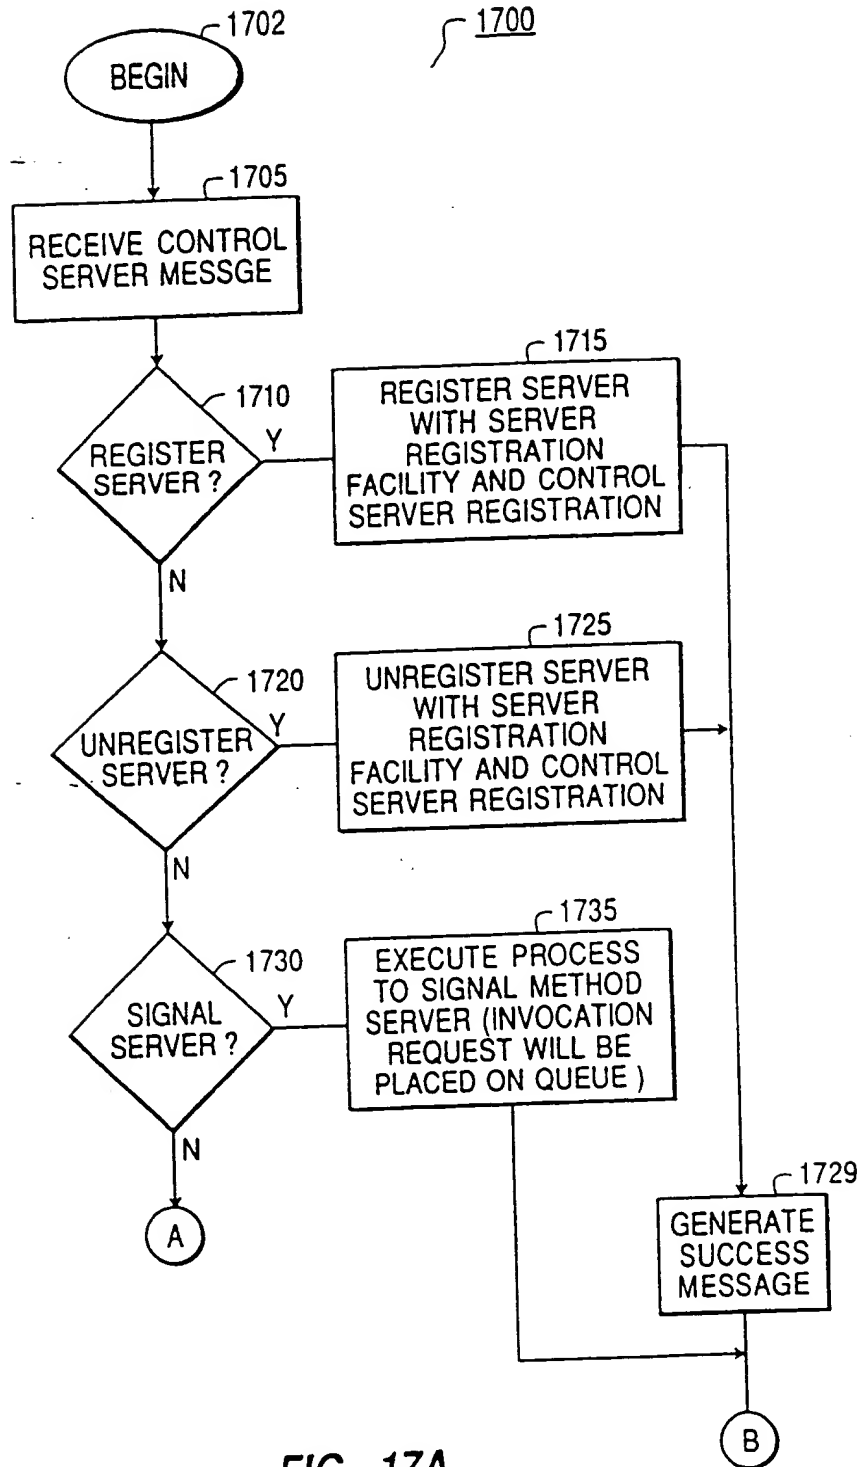 1702
1700
BEGIN
1705
RECEIVE CONTROL
SERVER MESSGE
1710
REGISTER
SERVER ?
Y
N
1715
REGISTER SERVER
WITH SERVER
REGISTRATION
FACILITY AND CONTROL
SERVER REGISTRATION
1720
UNREGISTER
SERVER ?
Y
N
1725
UNREGISTER SERVER
WITH SERVER
REGISTRATION
FACILITY AND CONTROL
SERVER REGISTRATION
1730
SIGNAL
SERVER ?
Y
N
1735
EXECUTE PROCESS
TO SIGNAL METHOD
SERVER (INVOCATION
REQUEST WILL BE
PLACED ON QUEUE )
A
1729
GENERATE
SUCCESS
MESSAGE
B
FIG. 17A